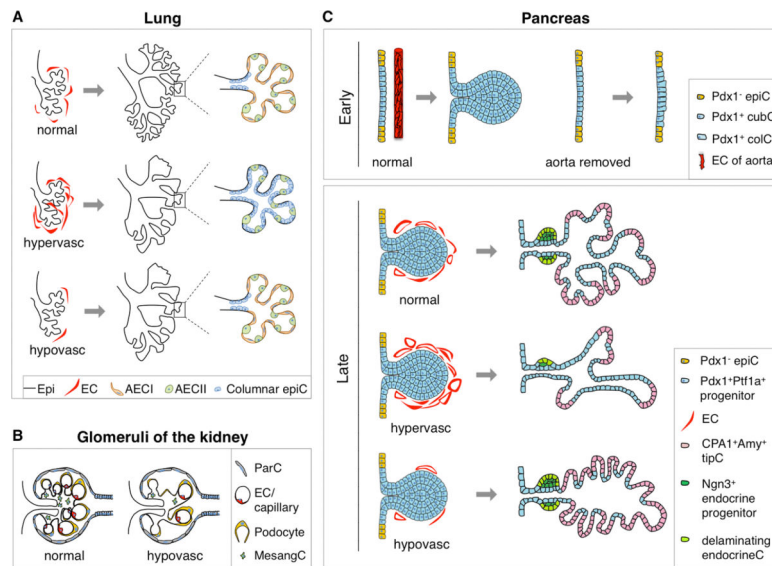 A
Lung
normal
hypervasc
hypovasc
Epi
EC
AECI
AECII
Columnar epiC
B
Glomeruli of the kidney
normal
hypovasc
ParC
EC/
capillary
Podocyte
MesangC
C
Pancreas
Early
normal
aorta removed
Pdx1⁻ epiC
Pdx1⁺ cubC
Pdx1⁺ colC
EC of aorta
Late
normal
hypervasc
hypovasc
Pdx1⁻ epiC
Pdx1⁺Ptf1a⁺
progenitor
EC
CPA1⁺Amy⁺
tipC
Ngn3⁺
endocrine
progenitor
delaminating
endocrineC